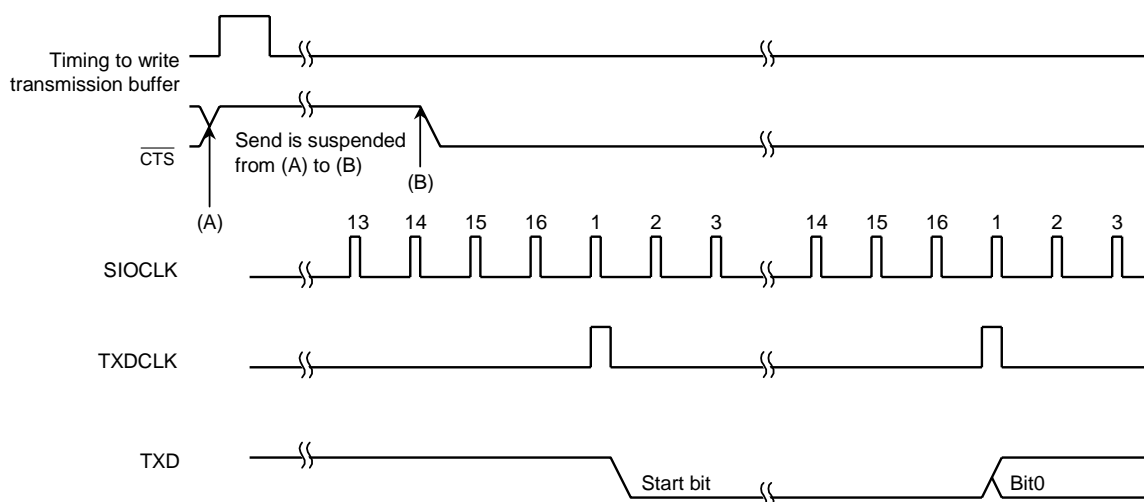 Timing to write
transmission buffer
CTS
Send is suspended
from (A) to (B)
(A)
(B)
13 14 15 16 1 2 3 14 15 16 1 2 3
SIOCLK
TXDCLK
TXD
Start bit
Bit0